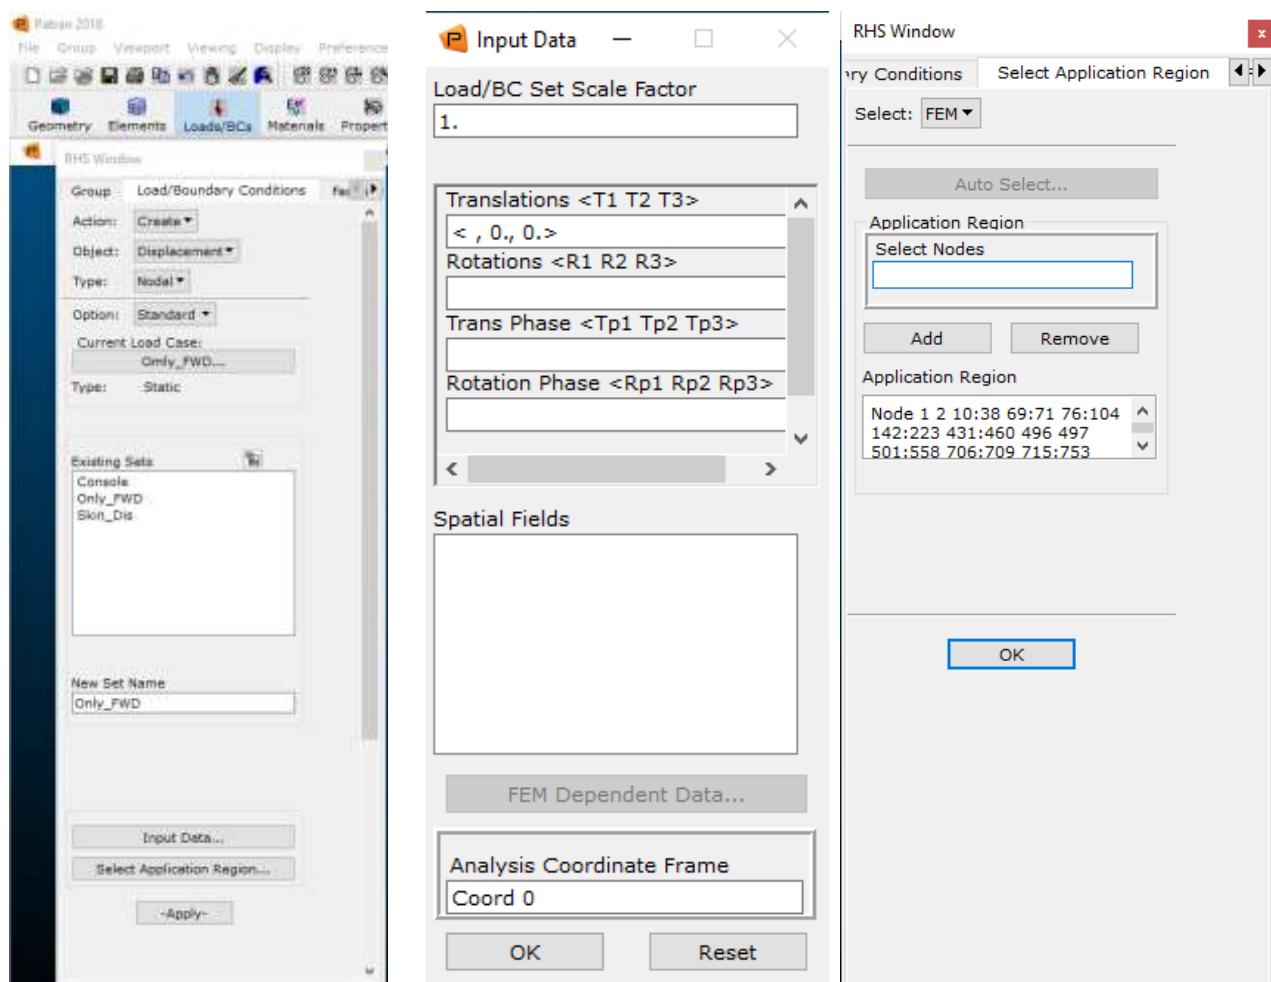 Patran 2018
File Group Viewport Viewing Display Preference
Geometry Elements Loads/BCs Materials Propert
RHS Window
Group Load/Boundary Conditions
Action: Create
Object: Displacement
Type: Nodal
Option: Standard
Current Load Case:
Omly_FWD...
Type: Static
Existing Sets
Console
Only_FWD
Skin_Dis
New Set Name
Only_FWD
Input Data...
Select Application Region...
-Apply-
Input Data
Load/BC Set Scale Factor
1.
Translations <T1 T2 T3>
< , 0., 0.>
Rotations <R1 R2 R3>
Trans Phase <Tp1 Tp2 Tp3>
Rotation Phase <Rp1 Rp2 Rp3>
Spatial Fields
FEM Dependent Data...
Analysis Coordinate Frame
Coord 0
OK Reset
RHS Window
ry Conditions Select Application Region
Select: FEM
Auto Select...
Application Region
Select Nodes
Add Remove
Application Region
Node 1 2 10:38 69:71 76:104
142:223 431:460 496 497
501:558 706:709 715:753
OK